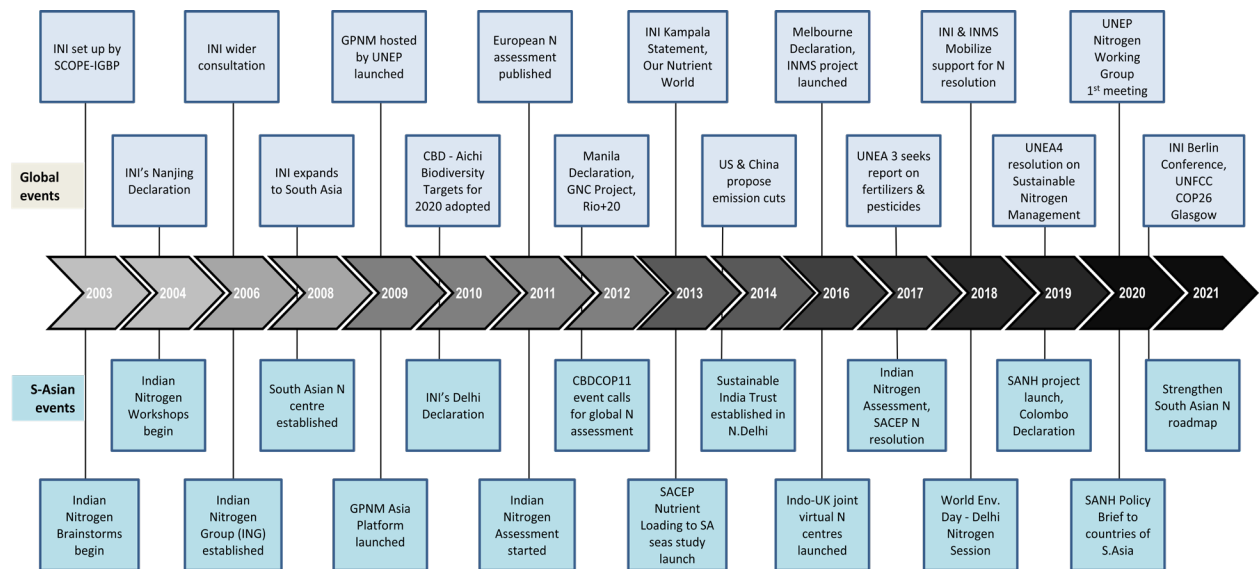 INI set up by
SCOPE-IGBP
INI wider
consultation
GPNM hosted
by UNEP
launched
European N
assessment
published
INI Kampala
Statement,
Our Nutrient
World
Melbourne
Declaration,
INMS project
launched
INI & INMS
Mobilize
support for N
resolution
UNEP
Nitrogen
Working
Group
1st meeting
Global
events
INI's Nanjing
Declaration
INI expands
to South Asia
CBD - Aichi
Biodiversity
Targets for
2020 adopted
Manila
Declaration,
GNC Project,
Rio+20
US & China
propose
emission cuts
UNEA 3 seeks
report on
fertilizers &
pesticides
UNEA4
resolution on
Sustainable
Nitrogen
Management
INI Berlin
Conference,
UNFCC
COP26
Glasgow
2003
2004
2006
2008
2009
2010
2011
2012
2013
2014
2016
2017
2018
2019
2020
2021
S-Asian
events
Indian
Nitrogen
Workshops
begin
South Asian N
centre
established
INI's Delhi
Declaration
CBDCOP11
event calls
for global N
assessment
Sustainable
India Trust
established in
N.Delhi
Indian
Nitrogen
Assessment,
SACEP N
resolution
SANH project
launch,
Colombo
Declaration
Strengthen
South Asian N
roadmap
Indian
Nitrogen
Brainstorms
begin
Indian
Nitrogen
Group (ING)
established
GPNM Asia
Platform
launched
Indian
Nitrogen
Assessment
started
SACEP
Nutrient
Loading to SA
seas study
launch
Indo-UK joint
virtual N
centres
launched
World Env.
Day - Delhi
Nitrogen
Session
SANH Policy
Brief to
countries of
S.Asia